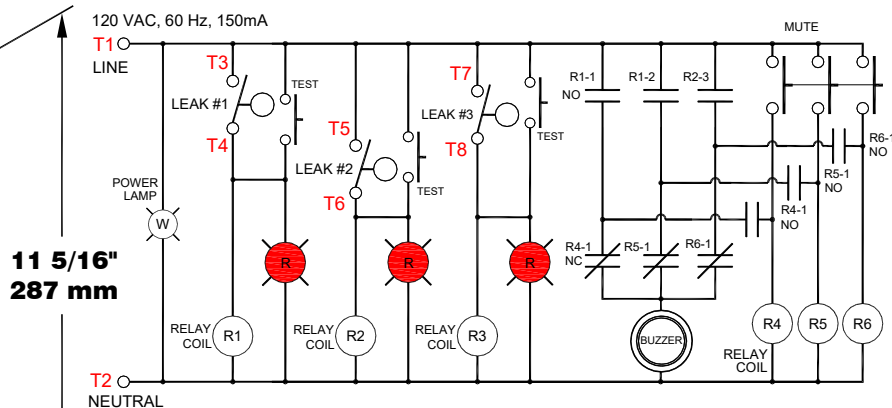 120 VAC, 60 Hz, 150mA
T1
LINE
T3
LEAK #1
T4
TEST
T5
LEAK #2
T6
TEST
T7
LEAK #3
T8
TEST
MUTE
R1-1
NO
R1-2
R2-3
R6-1
NO
R5-1
NO
R4-1
NO
R4-1
NC
R5-1
R6-1
POWER
LAMP
W
R
R
R
11 5/16"
287 mm
RELAY
COIL
R1
RELAY
COIL
R2
RELAY
COIL
R3
BUZZER
R4
R5
R6
RELAY
COIL
T2
NEUTRAL